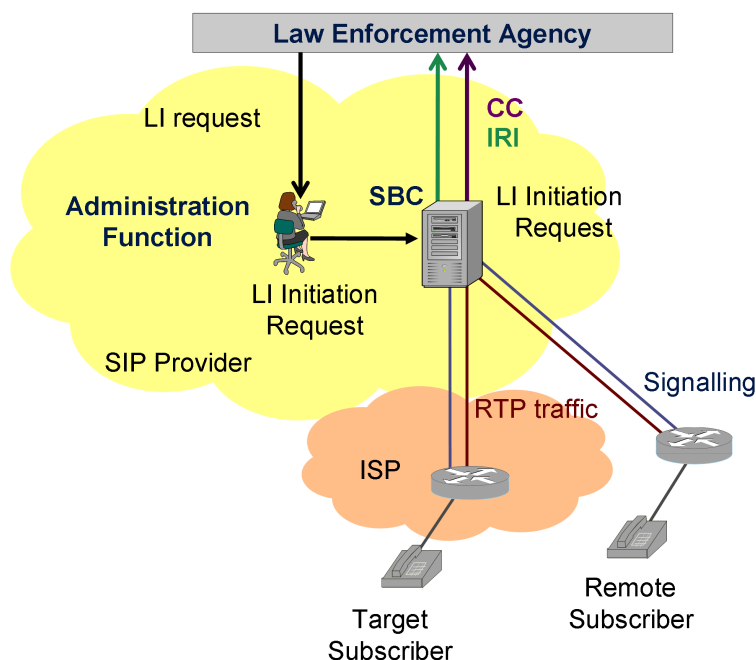 Law Enforcement Agency
LI request
CC
IRI
Administration
Function
SBC
LI Initiation
Request
LI Initiation
Request
SIP Provider
Signalling
RTP traffic
ISP
Target
Subscriber
Remote
Subscriber